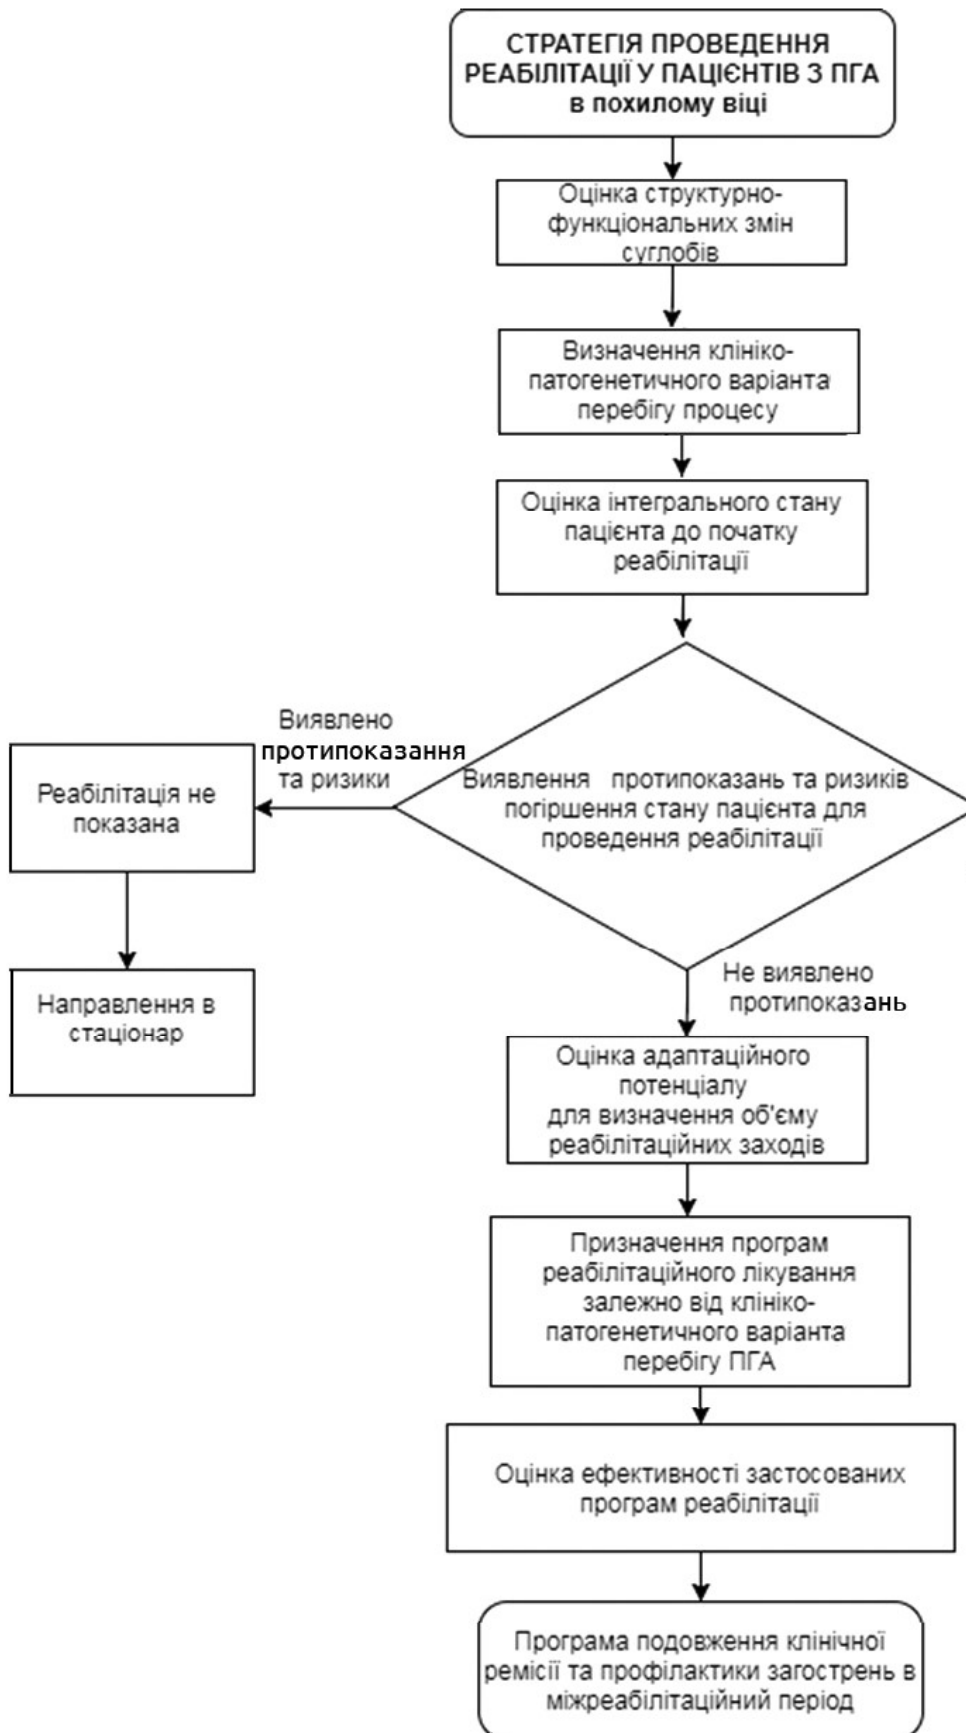 СТРАТЕГІЯ ПРОВЕДЕННЯ
РЕАБІЛІТАЦІЇ У ПАЦІЄНТІВ З ПГА
в похилому віці
Оцінка структурно-
функціональних змін
суглобів
Визначення клініко-
патогенетичного варіанта
перебігу процесу
Оцінка інтегрального стану
пацієнта до початку
реабілітації
Виявлено
протипоказання
та ризики
Виявлення протипоказань та ризиків
погіршення стану пацієнта для
проведення реабілітації
Реабілітація не
показана
Направлення в
стаціонар
Не виявлено
протипоказань
Оцінка адаптаційного
потенціалу
для визначення об'єму
реабілітаційних заходів
Призначення програм
реабілітаційного лікування
залежно від клініко-
патогенетичного варіанта
перебігу ПГА
Оцінка ефективності застосованих
програм реабілітації
Програма подовження клінічної
ремісії та профілактики загострень в
міжреабілітаційний період